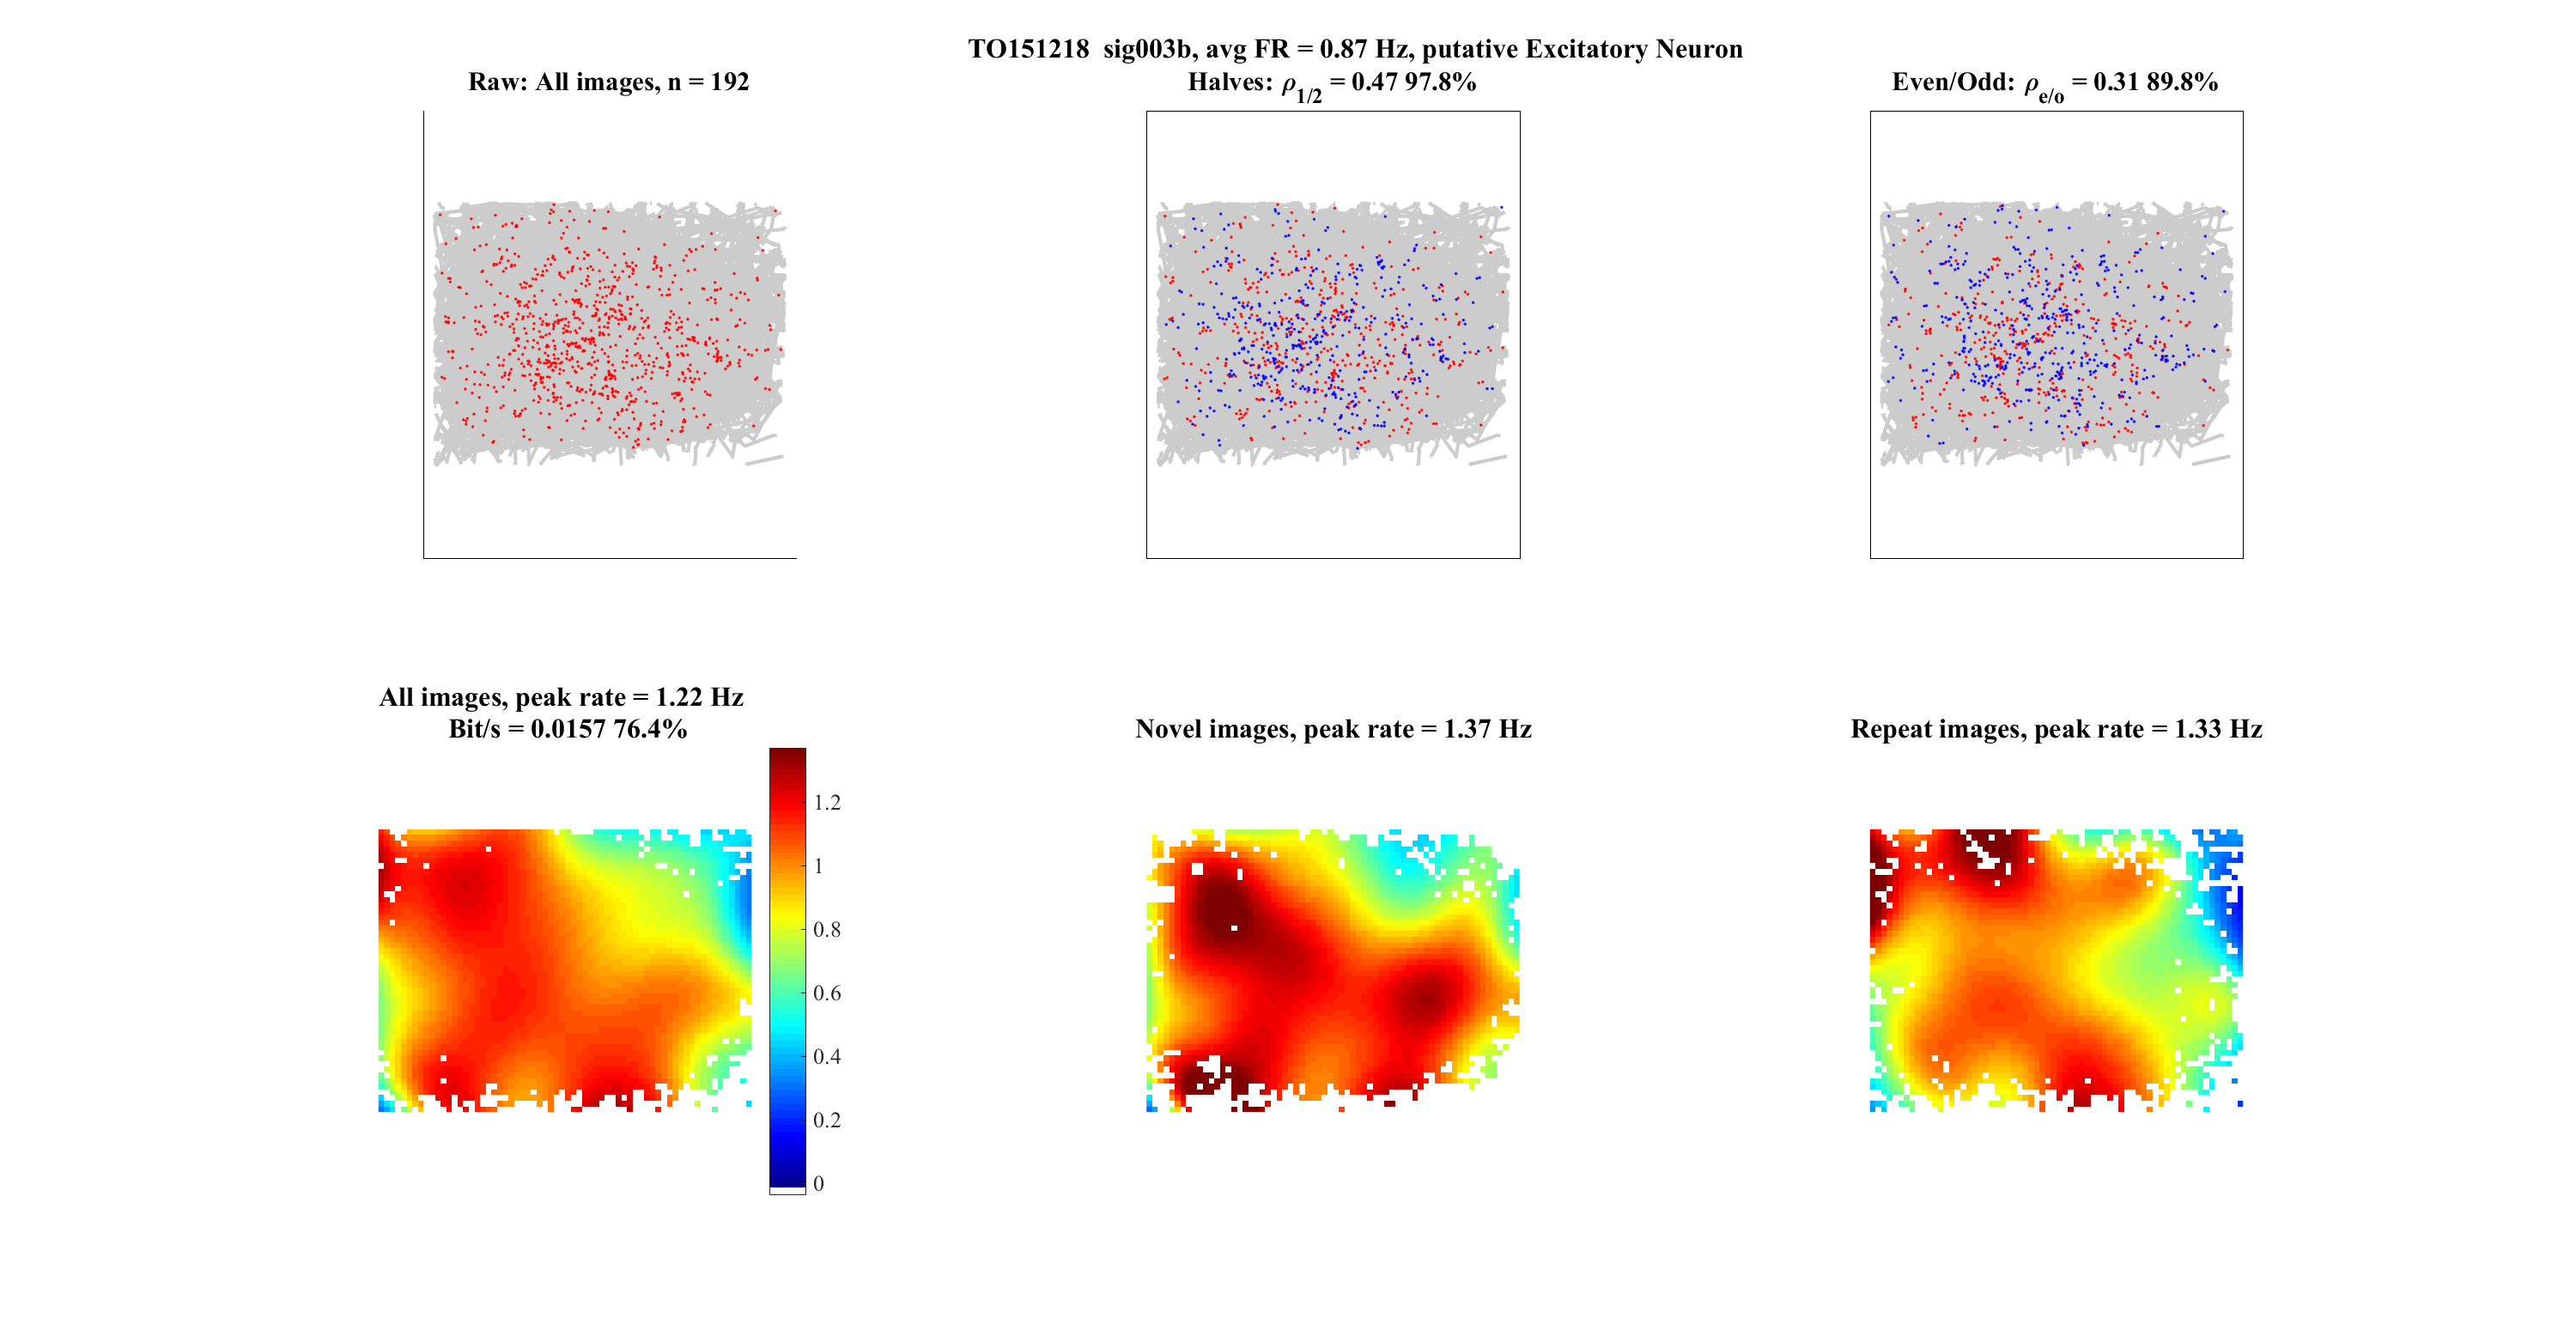 TO151218 sig003b, avg FR = 0.87 Hz, putative Excitatory Neuron
Raw: All images, n = 192
Halves: ρ1/2 = 0.47 97.8%
Even/Odd: ρe/o = 0.31 89.8%
All images, peak rate = 1.22 Hz
Bit/s = 0.0157 76.4%
Novel images, peak rate = 1.37 Hz
Repeat images, peak rate = 1.33 Hz
1.2
1
0.8
0.6
0.4
0.2
0